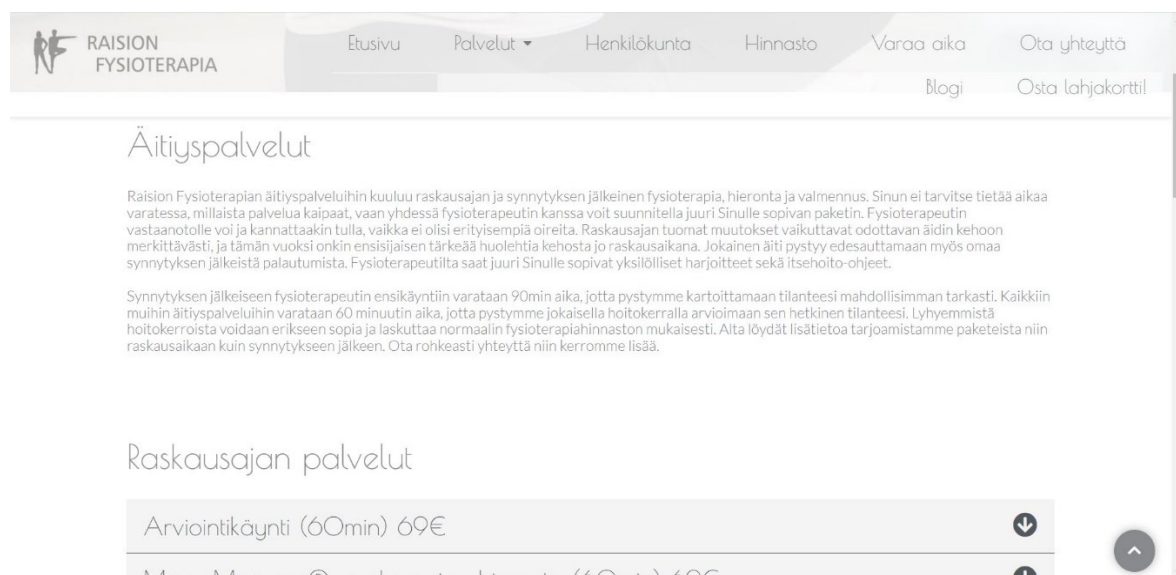 RAISION
FYSIOTERAPIA
Etusivu Palvelut Henkilökunta Hinnasto Varaa aika Ota yhteyttä
Blogi Osta lahjakortti!
Äitiyspalvelut
Raision Fysioterapian äitiyspalveluihin kuuluu raskausajan ja synnytyksen jälkeinen fysioterapia, hieronta ja valmennus. Sinun ei tarvitse tietää aikaa
varatessa, millaista palvelua kaipaat, vaan yhdessä fysioterapeutin kanssa voit suunnitella juuri Sinulle sopivan paketin. Fysioterapeutin
vastaanotolle voi ja kannattaakin tulla, vaikka ei olisi erityisempiä oireita. Raskausajan tuomat muutokset vaikuttavat odottavan äidin kehoon
merkittävästi, ja tämän vuoksi onkin ensisijaisen tärkeää huolehtia kehosta jo raskausaikana. Jokainen äiti pystyy edesauttamaan myös omaa
synnytyksen jälkeistä palautumista. Fysioterapeutilta saat juuri Sinulle sopivat yksilölliset harjoitteet sekä itsehoito-ohjeet.
Synnytyksen jälkeiseen fysioterapeutin ensikäyntiin varataan 90min aika, jotta pystymme kartoittamaan tilanteesi mahdollisimman tarkasti. Kaikkiin
muihin äitiyspalveluihin varataan 60 minuutin aika, jotta pystymme jokaisella hoitokerralla arvioimaan sen hetkinen tilanteesi. Lyhyemmistä
hoitokerroista voidaan erikseen sopia ja laskuttaa normaalin fysioterapiahinnaston mukaisesti. Alta löydät lisätietoa tarjoamistamme paketeista niin
raskausaikaan kuin synnytykseen jälkeen. Ota rohkeasti yhteyttä niin kerromme lisää.
Raskausajan palvelut
Arviointikäynti (60min) 69€